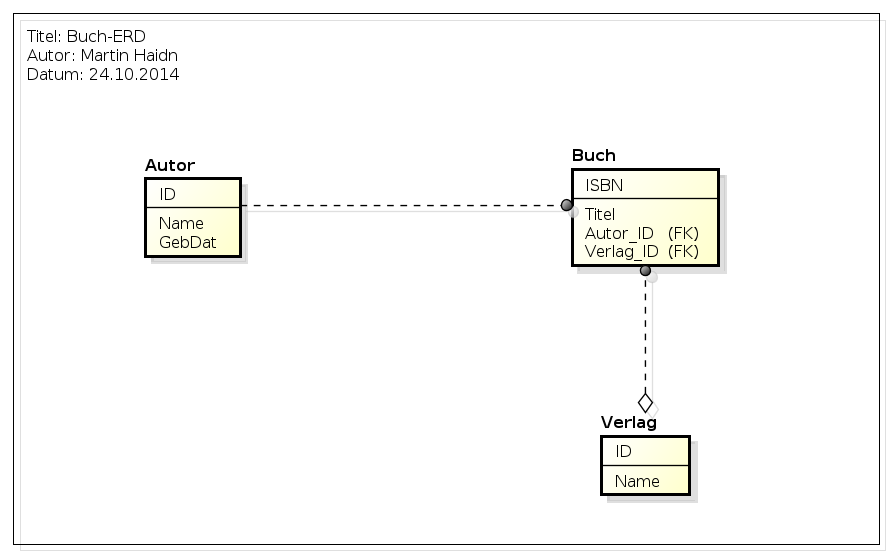 Titel: Buch-ERD
Autor: Martin Haidn
Datum: 24.10.2014
Autor
ID
Name
GebDat
Buch
ISBN
Titel
Autor_ID (FK)
Verlag_ID (FK)
Verlag
ID
Name